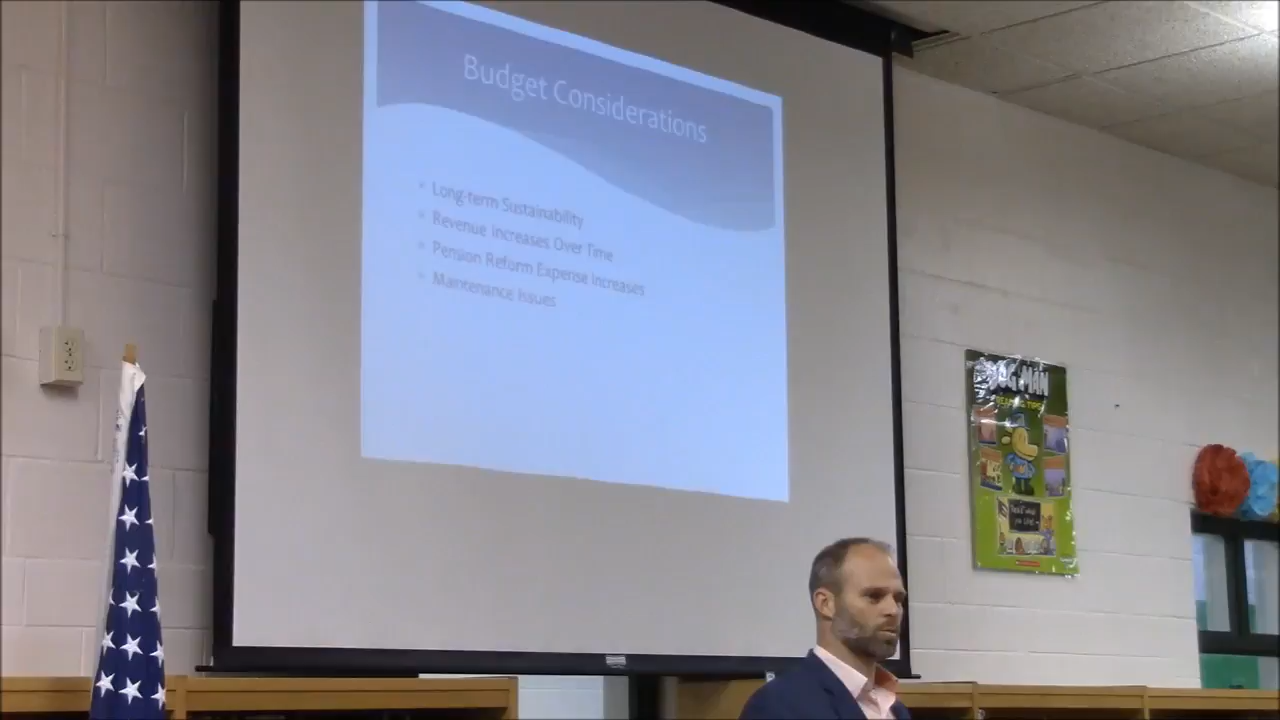 Budget Considerations
Long-term Sustainability
Revenue Increases Over Time
Pension Reform Expense Increases
Maintenance Issues
DOG MAN